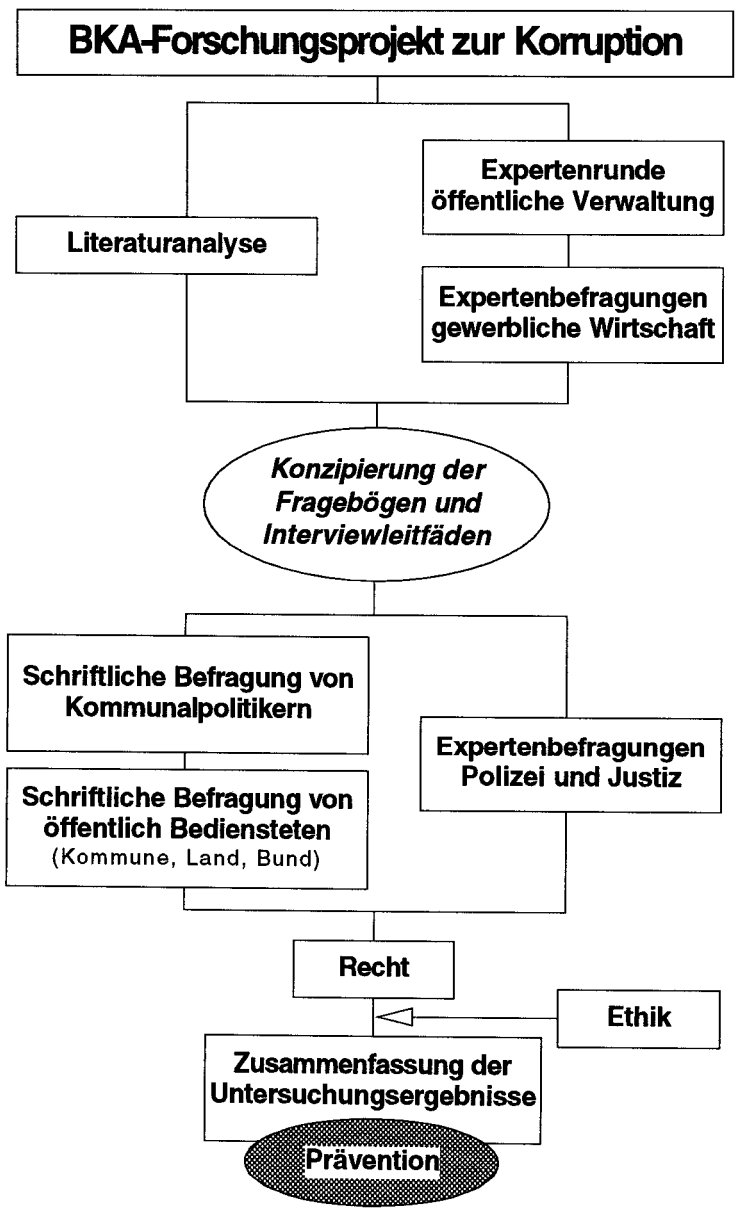 BKA-Forschungsprojekt zur Korruption
Expertenrunde
öffentliche Verwaltung
Literaturanalyse
Expertenbefragungen
gewerbliche Wirtschaft
Konzipierung der
Fragebögen und
Interviewleitfäden
Schriftliche Befragung von
Kommunalpolitikern
Expertenbefragungen
Polizei und Justiz
Schriftliche Befragung von
öffentlich Bediensteten
(Kommune, Land, Bund)
Recht
Ethik
Zusammenfassung der
Untersuchungsergebnisse
Prävention